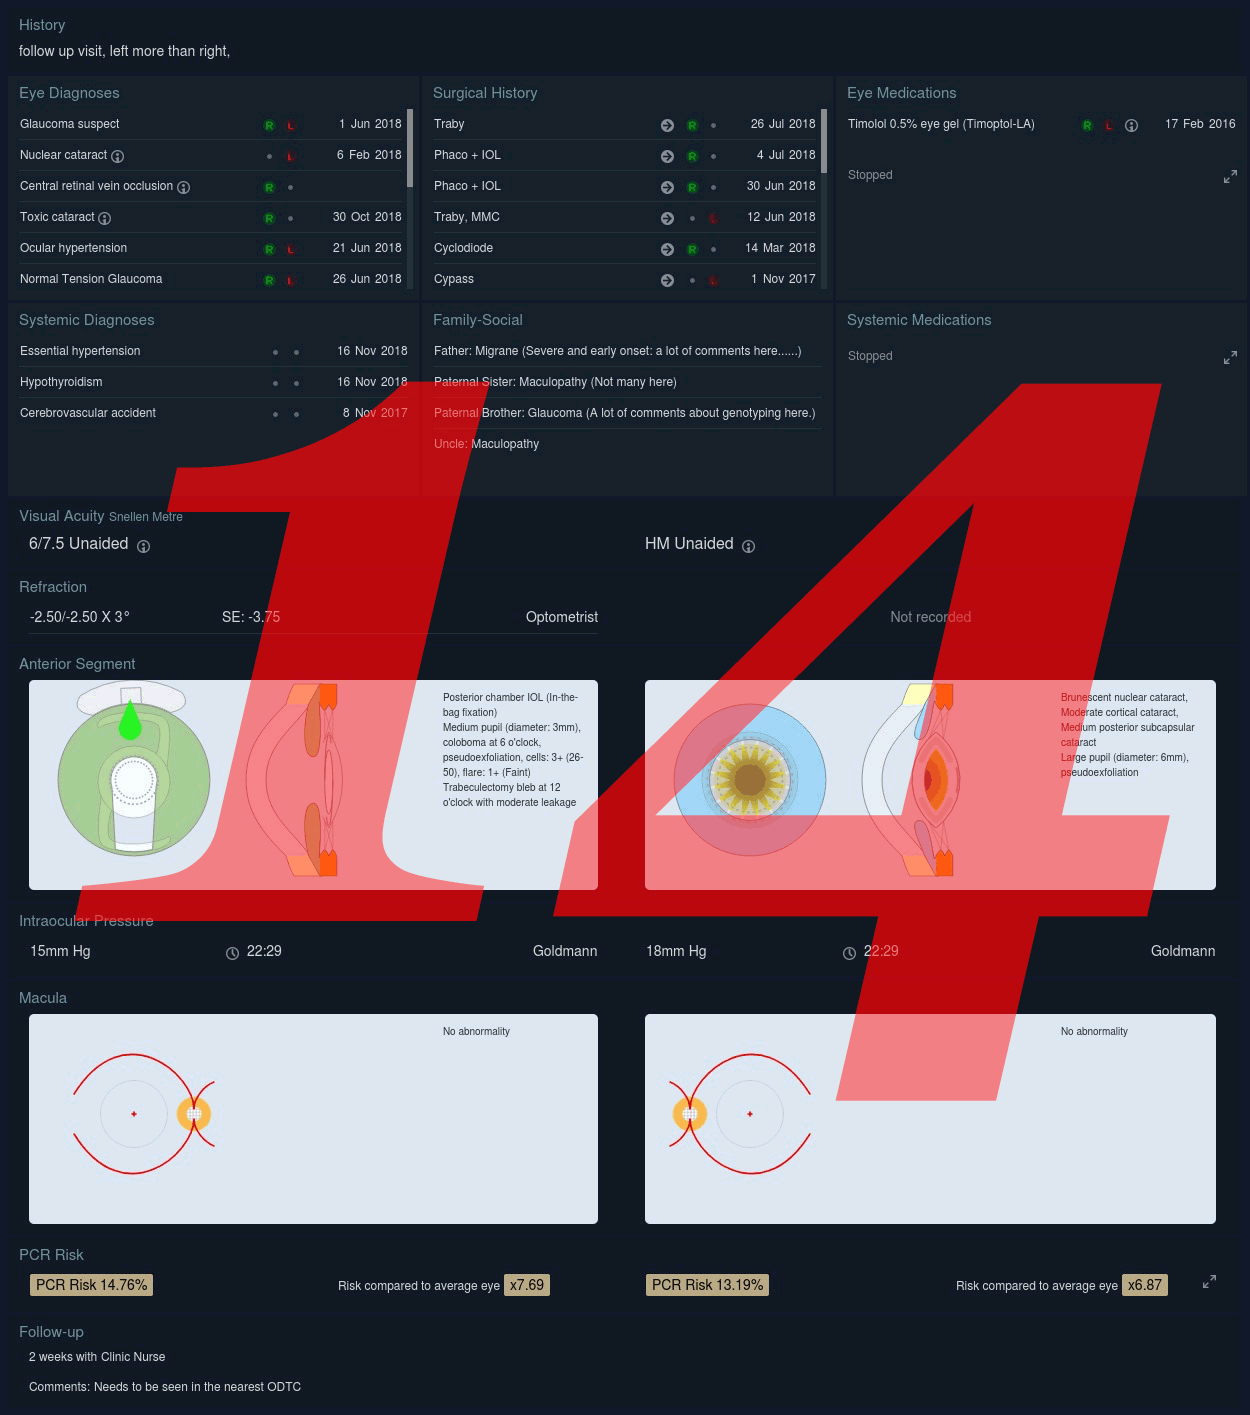 History
follow up visit, left more than right,
Eye Diagnoses
Glaucoma suspect R L 1 Jun 2018
Nuclear cataract L 6 Feb 2018
Central retinal vein occlusion R
Toxic cataract R 30 Oct 2018
Ocular hypertension R L 21 Jun 2018
Normal Tension Glaucoma R L 26 Jun 2018
Surgical History
Traby R 26 Jul 2018
Phaco + IOL R 4 Jul 2018
Phaco + IOL R 30 Jun 2018
Traby, MMC L 12 Jun 2018
Cyclodiode R 14 Mar 2018
Cypass L 1 Nov 2017
Eye Medications
Timolol 0.5% eye gel (Timoptol-LA) R L 17 Feb 2016
Stopped
Systemic Diagnoses
Essential hypertension 16 Nov 2018
Hypothyroidism 16 Nov 2018
Cerebrovascular accident 8 Nov 2017
Family-Social
Father: Migrane (Severe and early onset: a lot of comments here......)
Paternal Sister: Maculopathy (Not many here)
Paternal Brother: Glaucoma (A lot of comments about genotyping here.)
Uncle: Maculopathy
Systemic Medications
Stopped
14
Visual Acuity Snellen Metre
6/7.5 Unaided HM Unaided
Refraction
-2.50/-2.50 X 3° SE: -3.75 Optometrist Not recorded
Anterior Segment
Posterior chamber IOL (In-the-
bag fixation)
Medium pupil (diameter: 3mm),
coloboma at 6 o'clock,
pseudoexfoliation, cells: 3+ (26-
50), flare: 1+ (Faint)
Trabeculectomy bleb at 12
o'clock with moderate leakage
Brunescent nuclear cataract,
Moderate cortical cataract,
Medium posterior subcapsular
cataract
Large pupil (diameter: 6mm),
pseudoexfoliation
Intraocular Pressure
15mm Hg 22:29 Goldmann 18mm Hg 22:29 Goldmann
Macula
No abnormality No abnormality
PCR Risk
PCR Risk 14.76% Risk compared to average eye x7.69 PCR Risk 13.19% Risk compared to average eye x6.87
Follow-up
2 weeks with Clinic Nurse
Comments: Needs to be seen in the nearest ODTC